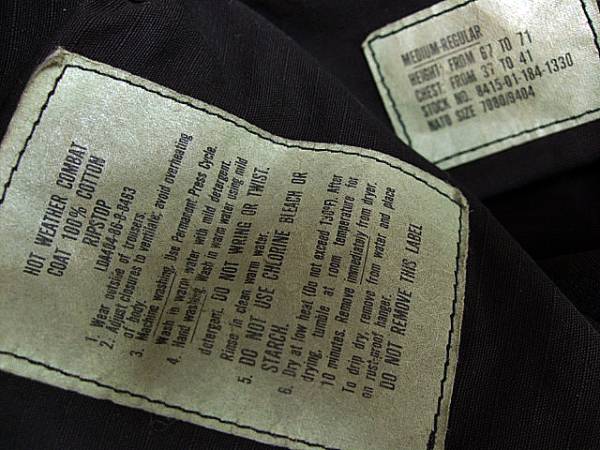 HOT WEATHER COMBAT
COAT 100% COTTON
RIPSTOP
1. Wear outside of trousers.
2. Adjust closures to ventilate; avoid overheating
of body.
3. Machine washing. Use Permanent Press Cycle.
Wash in warm water with mild detergent.
4. Hand washing. Wash in warm water using mild
detergent. DO NOT WRING OR TWIST.
Rinse in clean warm water.
5. DO NOT USE CHLORINE BLEACH OR
STARCH.
6. Dry at low heat (Do not exceed 130°F). After
drying, tumble at room temperature for
10 minutes. Remove immediately from dryer.
To drip dry, remove from water and place
on rust-proof hanger.
DO NOT REMOVE THIS LABEL
MEDIUM-REGULAR
HEIGHT: FROM 67 TO 71
CHEST: FROM 37 TO 41
STOCK NO. 8415-01-184-1330
NATO SIZE 7080/9404